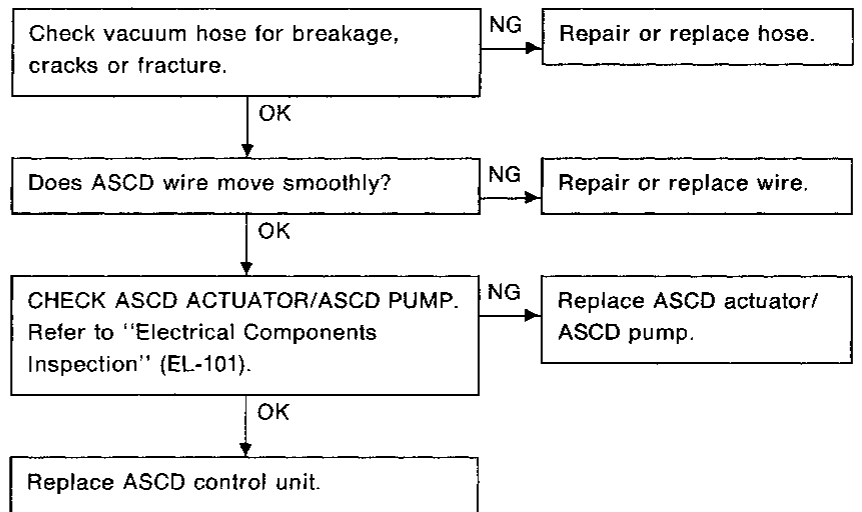 Check vacuum hose for breakage,
cracks or fracture.
NG
Repair or replace hose.
OK
Does ASCD wire move smoothly?
NG
Repair or replace wire.
OK
CHECK ASCD ACTUATOR/ASCD PUMP.
Refer to "Electrical Components
Inspection" (EL-101).
NG
Replace ASCD actuator/
ASCD pump.
OK
Replace ASCD control unit.